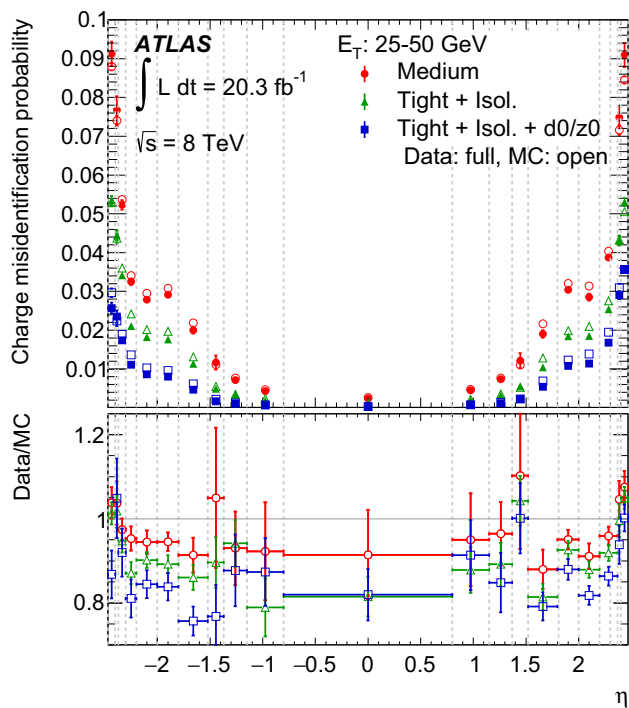 ATLAS
∫ L dt = 20.3 fb⁻¹
√s = 8 TeV
E_T: 25-50 GeV
Medium
Tight + Isol.
Tight + Isol. + d0/z0
Data: full, MC: open
Charge misidentification probability
0.1
0.09
0.08
0.07
0.06
0.05
0.04
0.03
0.02
0.01
Data/MC
1.2
1
0.8
−2 −1.5 −1 −0.5 0 0.5 1 1.5 2
η